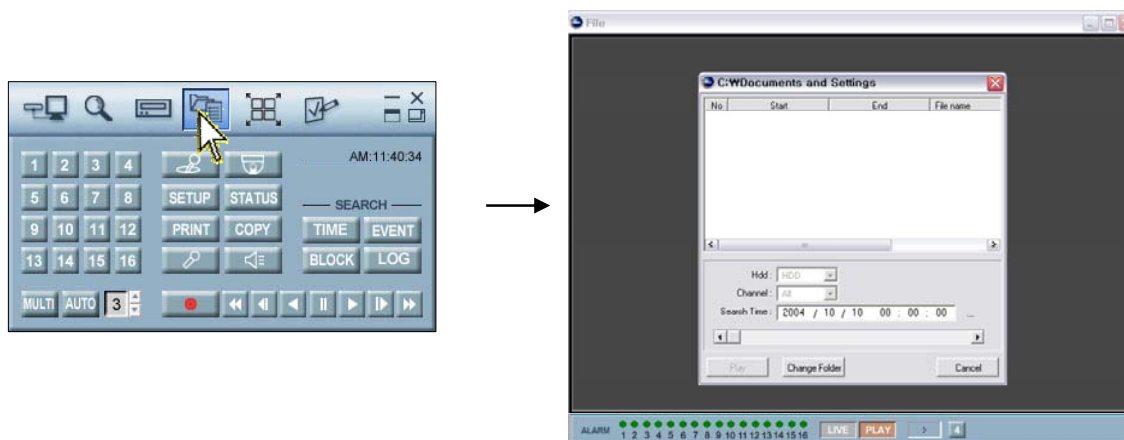 AM:11:40:34
1 2 3 4
5 6 7 8 SETUP STATUS SEARCH
9 10 11 12 PRINT COPY TIME EVENT
13 14 15 16 BLOCK LOG
MULTI AUTO 3
File
C:₩Documents and Settings
No Start End File name
Hdd : HDD
Channel : All
Search Time : 2004 / 10 / 10 00 : 00 : 00 ...
Play Change Folder Cancel
ALARM 1 2 3 4 5 6 7 8 9 10 11 12 13 14 15 16 LIVE PLAY > 4